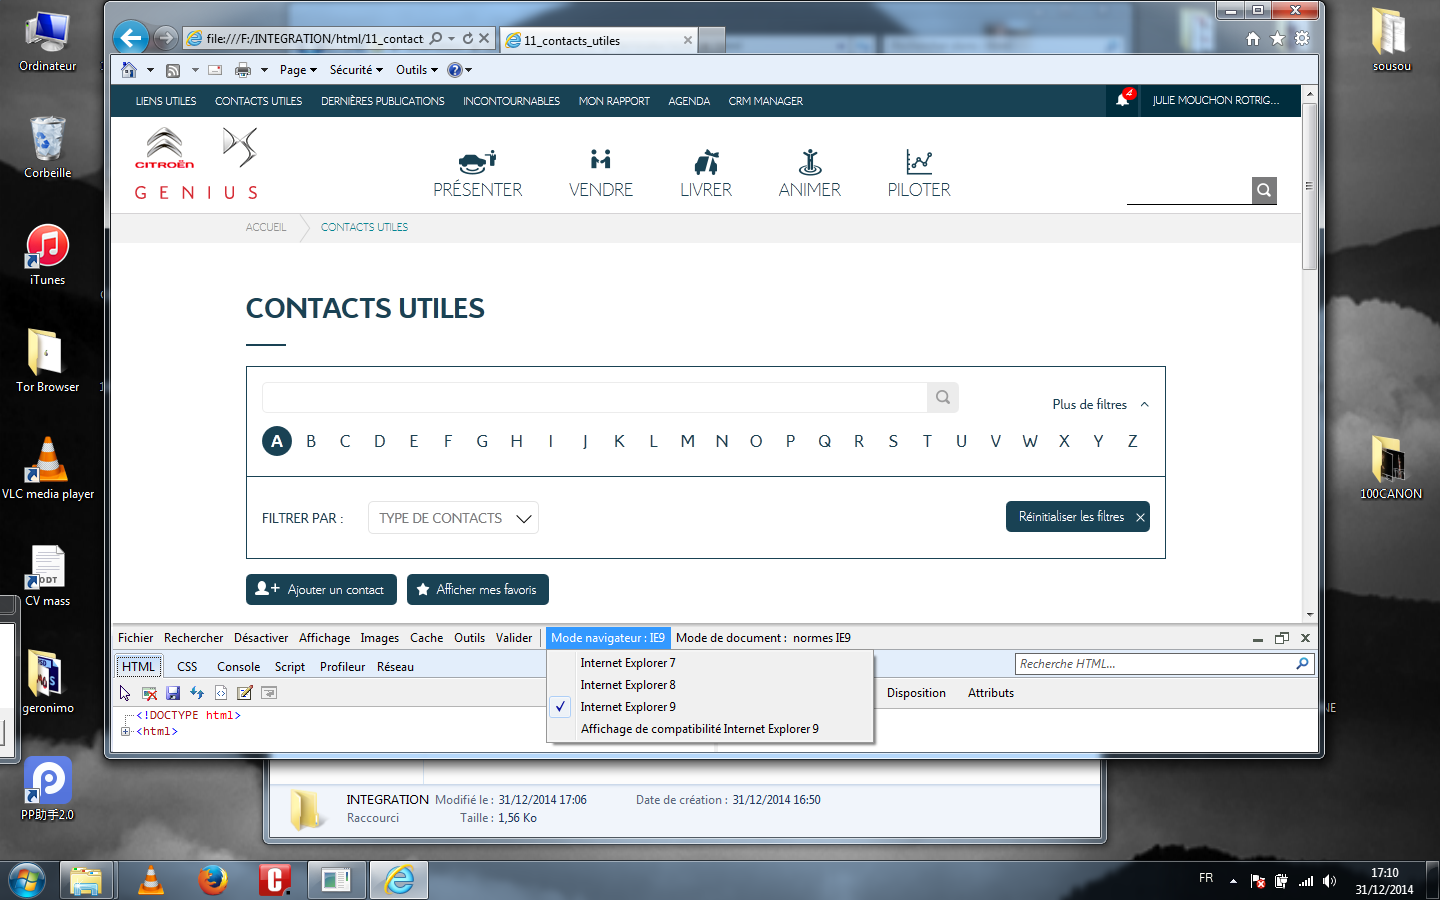 Ordinateur
Corbeille
iTunes
Tor Browser
VLC media player
ODT
CV mass
geronimo
PP助手2.0
sousou
100CANON
file:///F:/INTEGRATION/html/11_contact
11_contacts_utiles
Page
Sécurité
Outils
LIENS UTILES
CONTACTS UTILES
DERNIÈRES PUBLICATIONS
INCONTOURNABLES
MON RAPPORT
AGENDA
CRM MANAGER
4
JULIE MOUCHON ROTRIG...
CITROËN
GENIUS
PRÉSENTER
VENDRE
LIVRER
ANIMER
PILOTER
ACCUEIL
CONTACTS UTILES
CONTACTS UTILES
Plus de filtres
A B C D E F G H I J K L M N O P Q R S T U V W X Y Z
FILTRER PAR :
TYPE DE CONTACTS
Réinitialiser les filtres
Ajouter un contact
Afficher mes favoris
Fichier Rechercher Désactiver Affichage Images Cache Outils Valider
Mode navigateur : IE9
Mode de document : normes IE9
HTML CSS Console Script Profileur Réseau
Recherche HTML...
Internet Explorer 7
Internet Explorer 8
Internet Explorer 9
Affichage de compatibilité Internet Explorer 9
Disposition
Attributs
<!DOCTYPE html>
<html>
INTEGRATION
Modifié le : 31/12/2014 17:06
Date de création : 31/12/2014 16:50
Raccourci
Taille : 1,56 Ko
FR
17:10
31/12/2014